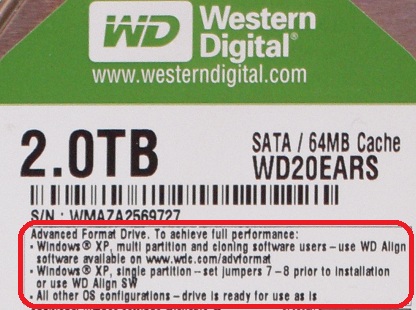 WD Western
Digital®
www.westerndigital.com
2.0TB SATA / 64MB Cache
WD20EARS
S/N : WMAZA2569727
Advanced Format Drive. To achieve full performance:
• Windows® XP, multi partition and cloning software users – use WD Align
software available on www.wdc.com/advformat
• Windows® XP, single partition – set jumpers 7–8 prior to installation
or use WD Align SW
• All other OS configurations – drive is ready for use as is